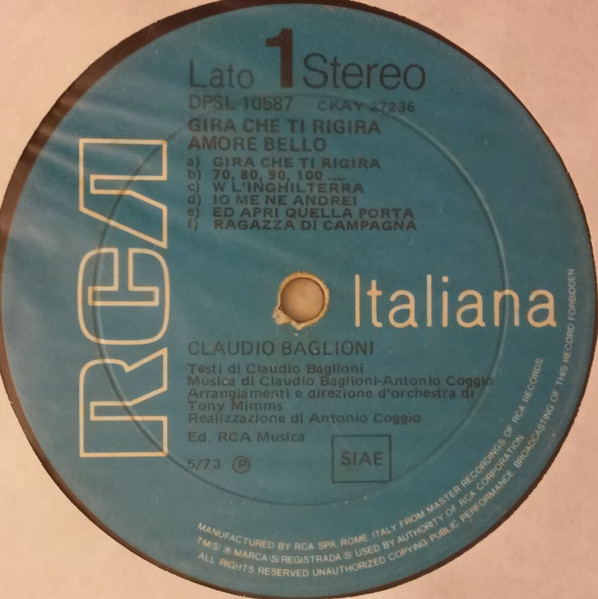 Lato 1 Stereo
DPSL 10587 CKAY 27236
GIRA CHE TI RIGIRA
AMORE BELLO
a) GIRA CHE TI RIGIRA
b) 70, 80, 90, 100 ....
c) W L'INGHILTERRA
d) IO ME NE ANDREI
e) ED APRI QUELLA PORTA
f) RAGAZZA DI CAMPAGNA
RCA
Italiana
CLAUDIO BAGLIONI
Testi di Claudio Baglioni
Musica di Claudio Baglioni-Antonio Coggio
Arrangiamenti e direzione d'orchestra di
Tony Mimms
Realizzazione di Antonio Coggio
Ed. RCA Musica
5/73 Ⓟ
SIAE
MANUFACTURED BY RCA SPA, ROME, ITALY, FROM MASTER RECORDINGS OF RCA RECORDS
TM(S) ® MARCA(S) REGISTRADA(S) USED BY AUTHORITY OF RCA CORPORATION
ALL RIGHTS RESERVED UNAUTHORIZED COPYING PUBLIC PERFORMANCE, BROADCASTING OF THIS RECORD FORBIDDEN